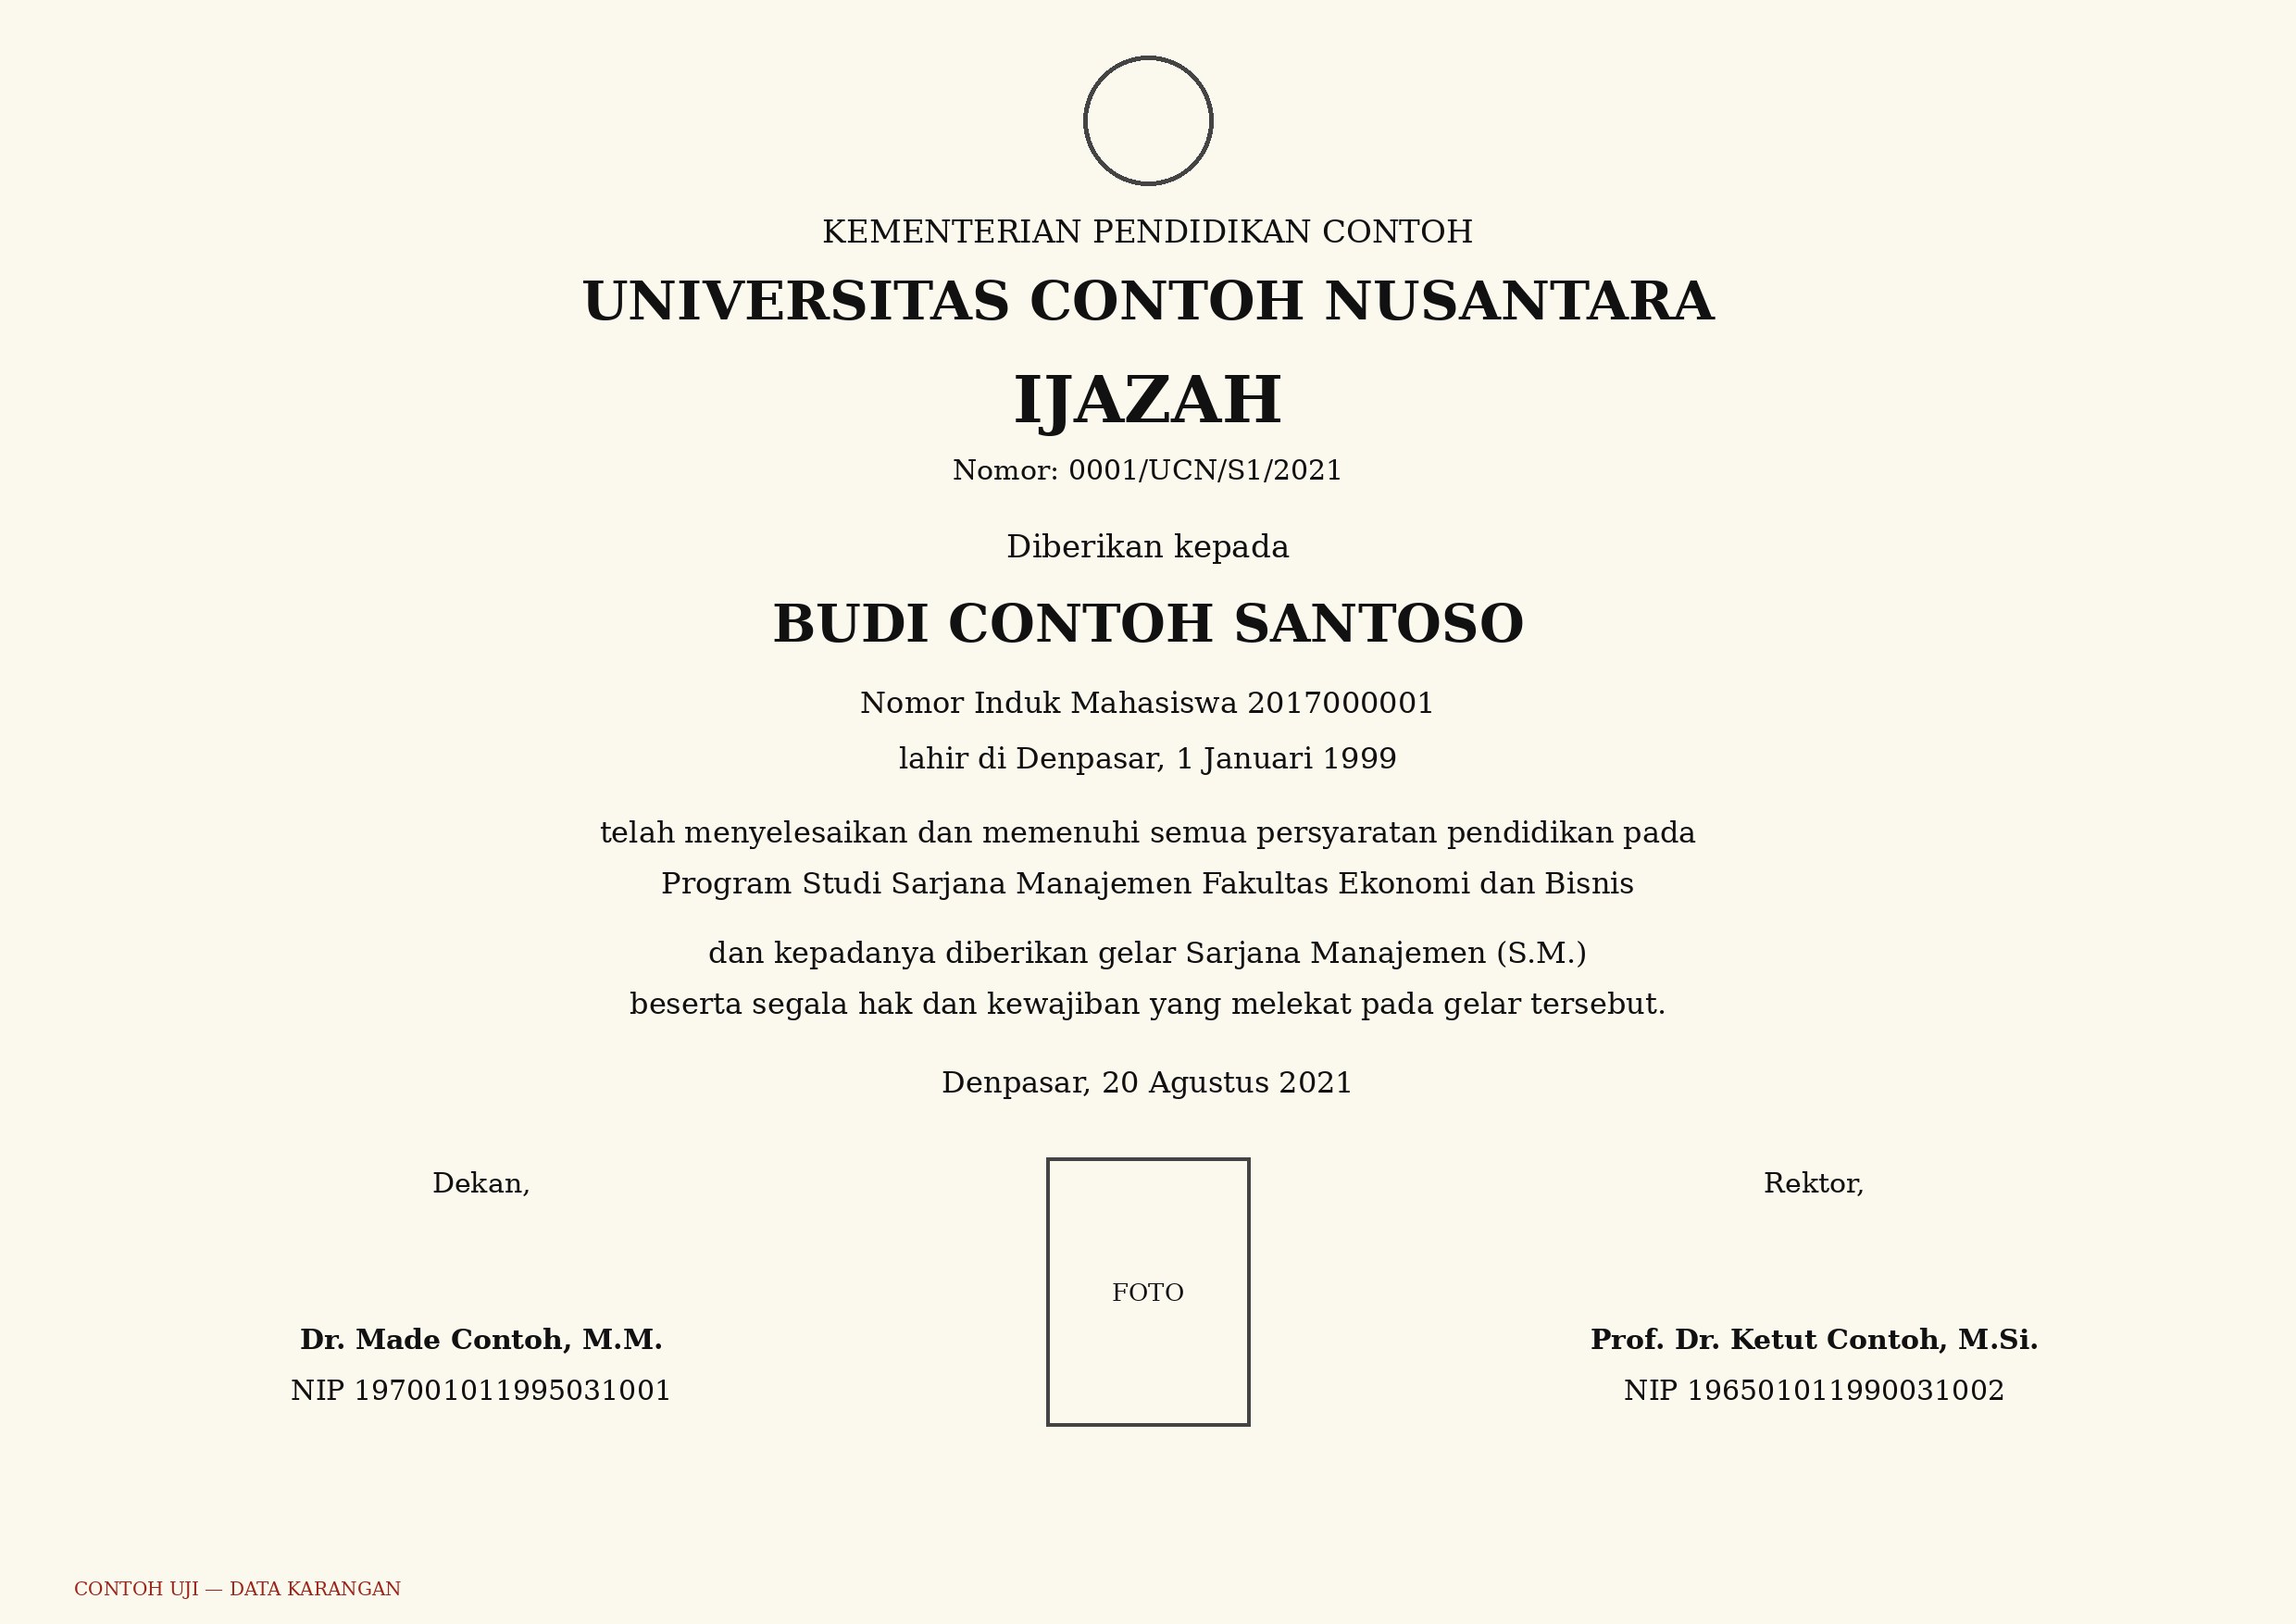 KEMENTERIAN PENDIDIKAN CONTOH
UNIVERSITAS CONTOH NUSANTARA
IJAZAH
Nomor: 0001/UCN/S1/2021
Diberikan kepada
BUDI CONTOH SANTOSO
Nomor Induk Mahasiswa 2017000001
lahir di Denpasar, 1 Januari 1999
telah menyelesaikan dan memenuhi semua persyaratan pendidikan pada
Program Studi Sarjana Manajemen Fakultas Ekonomi dan Bisnis
dan kepadanya diberikan gelar Sarjana Manajemen (S.M.)
beserta segala hak dan kewajiban yang melekat pada gelar tersebut.
Denpasar, 20 Agustus 2021
Dekan,
Dr. Made Contoh, M.M.
NIP 197001011995031001
FOTO
Rektor,
Prof. Dr. Ketut Contoh, M.Si.
NIP 196501011990031002
CONTOH UJI — DATA KARANGAN